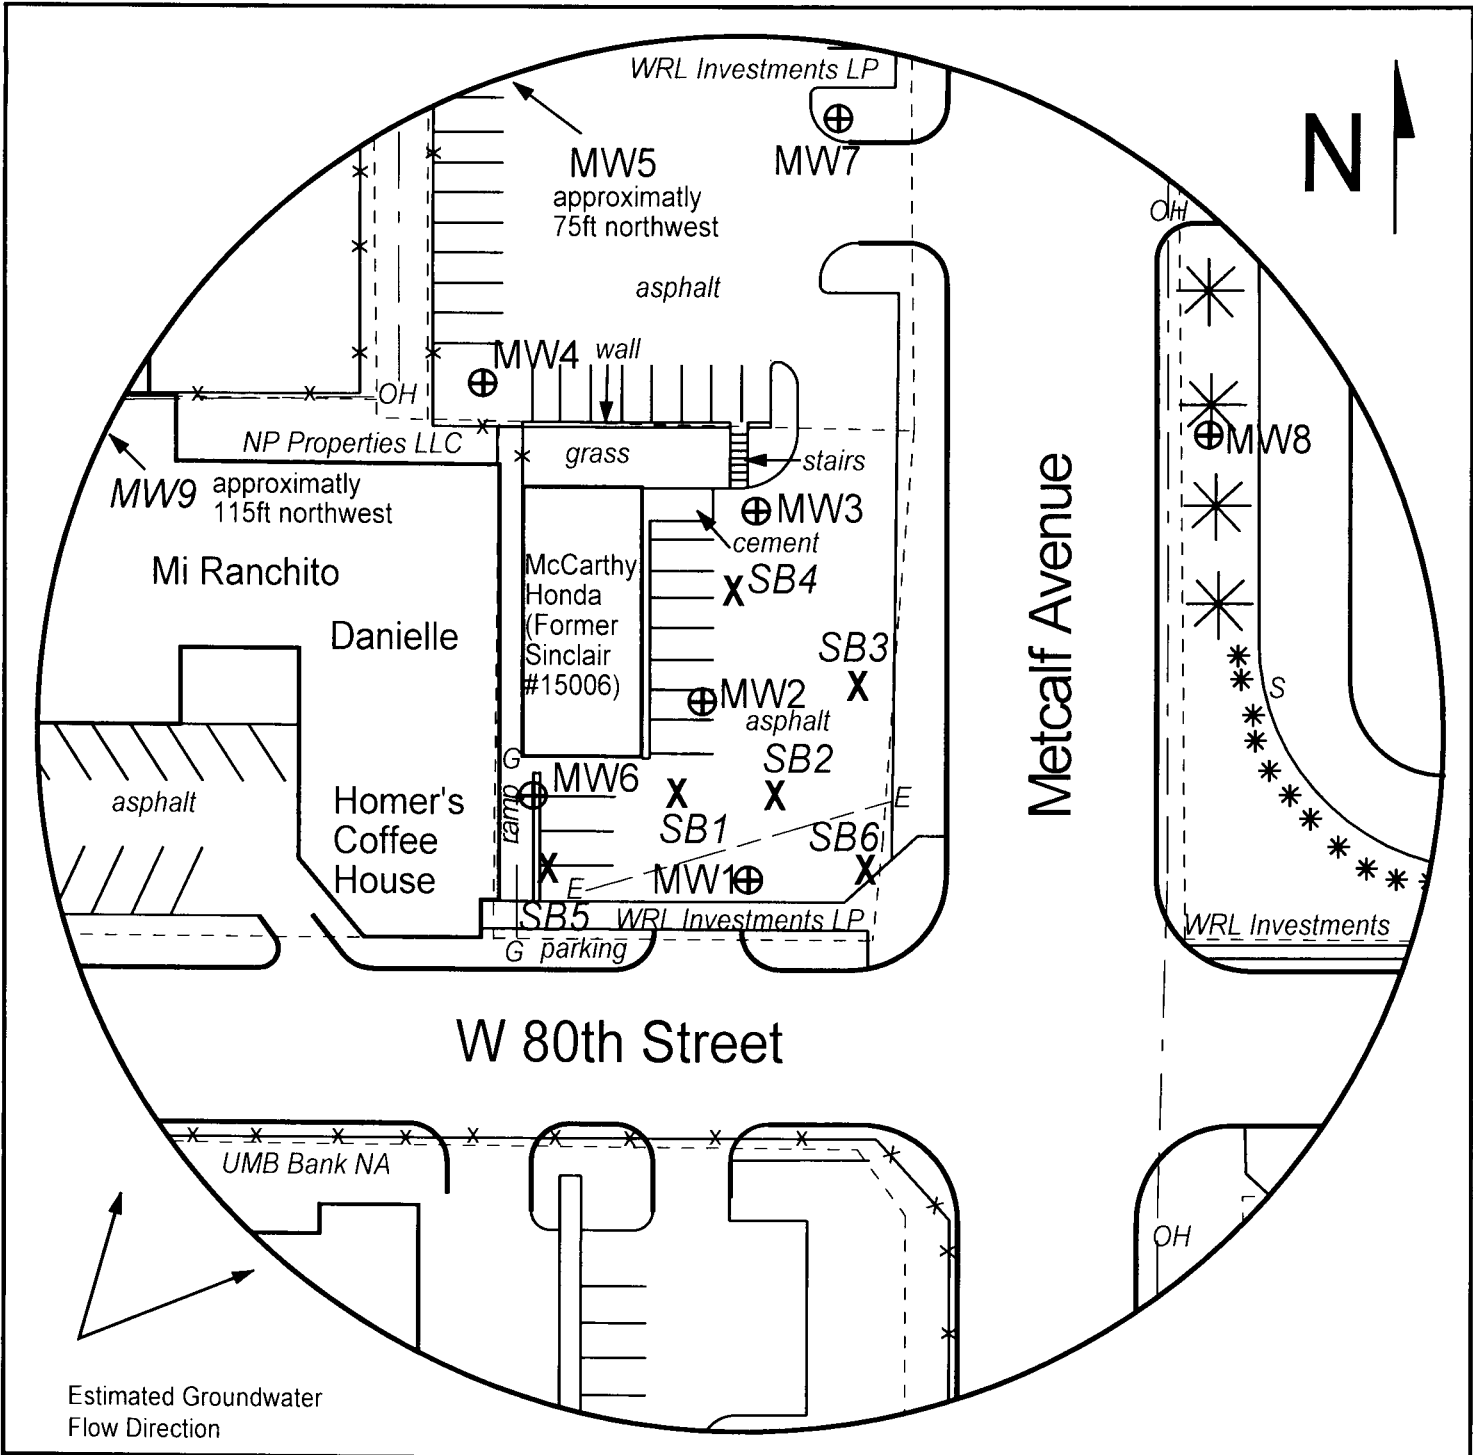 WRL Investments LP
MW7
N
MW5
approximatly
75ft northwest
OH
asphalt
MW4
wall
OH
MW8
NP Properties LLC
grass
stairs
MW9
approximatly
115ft northwest
MW3
cement
Mi Ranchito
McCarthy
Honda
(Former
Sinclair
#15006)
SB4
Danielle
SB3
MW2
asphalt
S
Metcalf Avenue
G
SB2
MW6
asphalt
ramp
Homer's
Coffee
House
SB1
E
SB6
E
MW1
SB5
WRL Investments LP
WRL Investments
G
parking
W 80th Street
UMB Bank NA
OH
Estimated Groundwater
Flow Direction